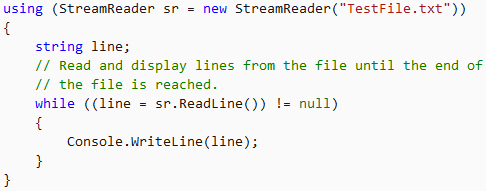 using (StreamReader sr = new StreamReader("TestFile.txt"))
{
    string line;
    // Read and display lines from the file until the end of
    // the file is reached.
    while ((line = sr.ReadLine()) != null)
    {
        Console.WriteLine(line);
    }
}